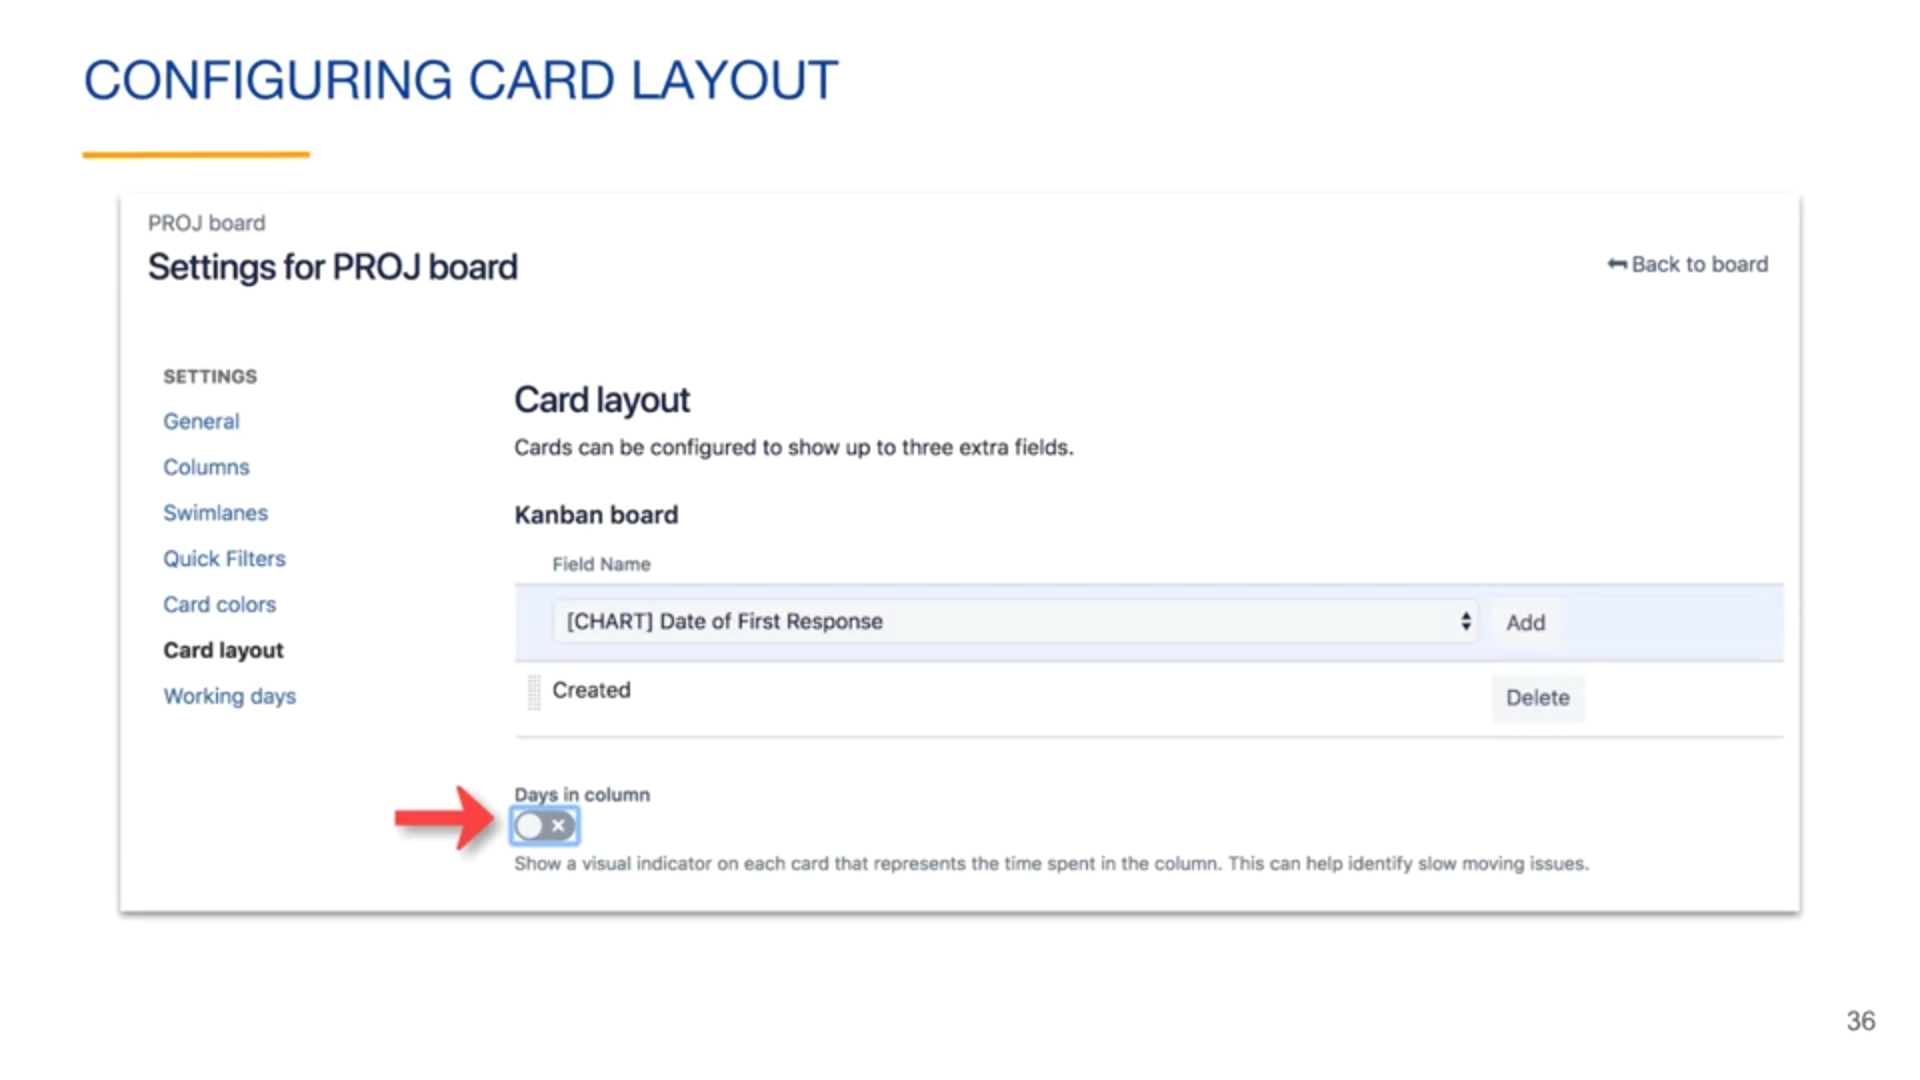 CONFIGURING CARD LAYOUT
PROJ board
Settings for PROJ board
Back to board
SETTINGS
General
Columns
Swimlanes
Quick Filters
Card colors
Card layout
Working days
Card layout
Cards can be configured to show up to three extra fields.
Kanban board
Field Name
[CHART] Date of First Response
Add
Created
Delete
Days in column
Show a visual indicator on each card that represents the time spent in the column. This can help identify slow moving issues.
36